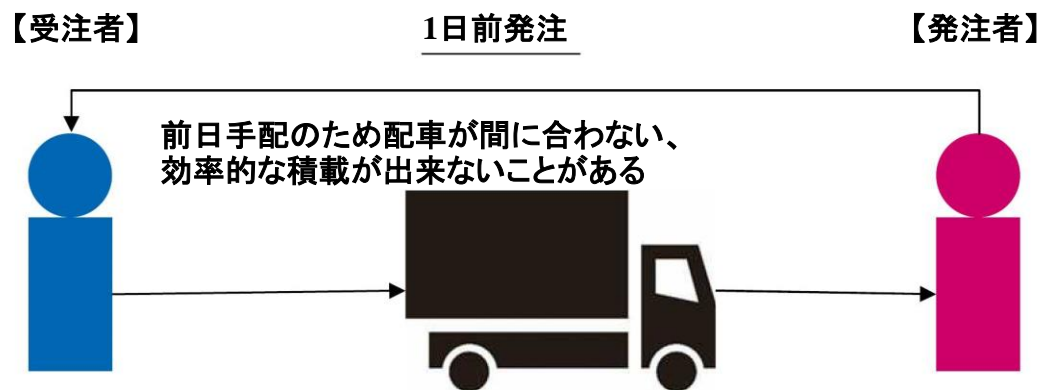 【受注者】 1日前発注 【発注者】
前日手配のため配車が間に合わない、
効率的な積載が出来ないことがある